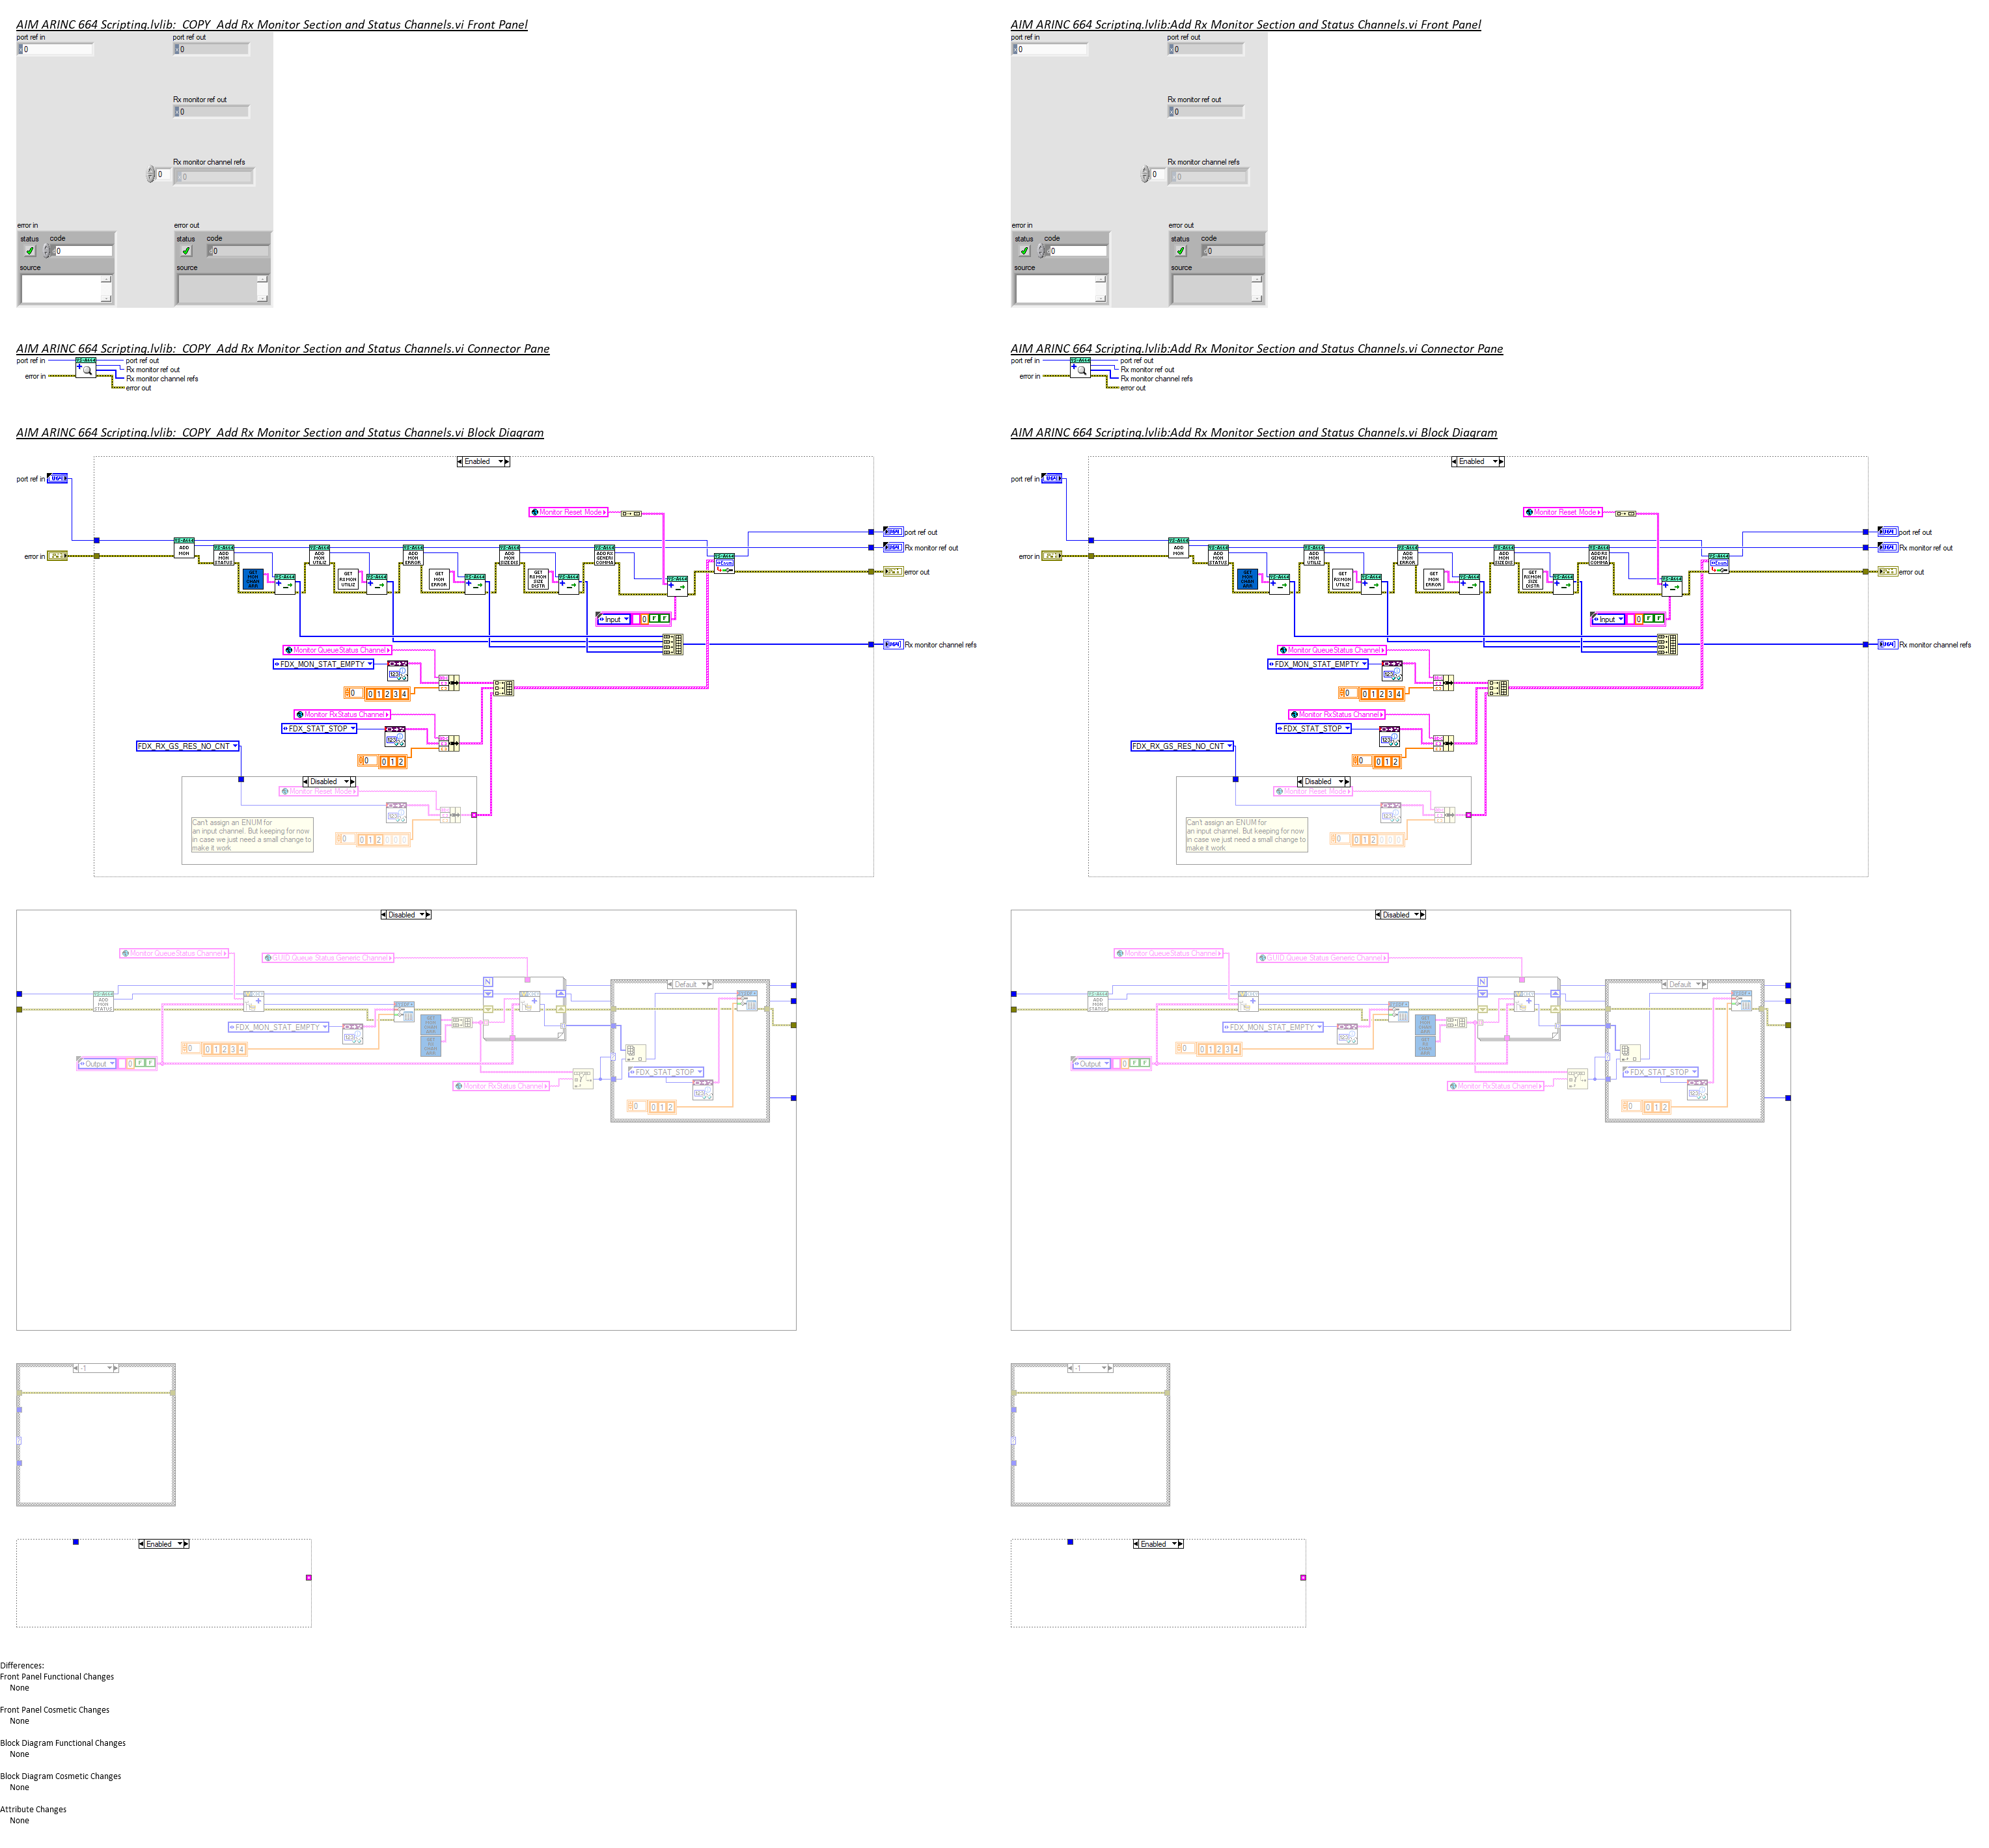 AIM ARINC 664 Scripting.lvlib:  COPY  Add Rx Monitor Section and Status Channels.vi Front Panel
port ref in
0
port ref out
0
Rx monitor ref out
0
Rx monitor channel refs
0
0
error in
status
code
0
source
error out
status
code
0
source
AIM ARINC 664 Scripting.lvlib:Add Rx Monitor Section and Status Channels.vi Front Panel
port ref in
0
port ref out
0
Rx monitor ref out
0
Rx monitor channel refs
0
0
error in
status
code
0
source
error out
status
code
0
source
AIM ARINC 664 Scripting.lvlib:  COPY  Add Rx Monitor Section and Status Channels.vi Connector Pane
port ref in
error in
port ref out
Rx monitor ref out
Rx monitor channel refs
error out
AIM ARINC 664 Scripting.lvlib:Add Rx Monitor Section and Status Channels.vi Connector Pane
port ref in
error in
port ref out
Rx monitor ref out
Rx monitor channel refs
error out
AIM ARINC 664 Scripting.lvlib:  COPY  Add Rx Monitor Section and Status Channels.vi Block Diagram
Enabled
port ref in
error in
Monitor Reset Mode
port ref out
Rx monitor ref out
error out
ADD
MON
ADD
MON
STATUS
GET
MON
CHAN
ARR
ADD
MON
UTILIZ
GET
RX MON
UTILIZ
ADD
MON
ERROR
GET
MON
ERROR
ADD
MON
SIZE DIS
GET
RX MON
SIZE
DISTR
ADD RX
GENERIC
COMMA
Input
0
F
F
Rx monitor channel refs
Monitor QueueStatus Channel
FDX_MON_STAT_EMPTY
0
0 1 2 3 4
Monitor RxStatus Channel
FDX_STAT_STOP
0
0 1 2
FDX_RX_GS_RES_NO_CNT
Disabled
Monitor Reset Mode
Can't assign an ENUM for
an input channel. But keeping for now
in case we just need a small change to
make it work
0
0 1 2 0 0 0
AIM ARINC 664 Scripting.lvlib:Add Rx Monitor Section and Status Channels.vi Block Diagram
Enabled
port ref in
error in
Monitor Reset Mode
port ref out
Rx monitor ref out
error out
ADD
MON
ADD
MON
STATUS
GET
MON
CHAN
ARR
ADD
MON
UTILIZ
GET
RX MON
UTILIZ
ADD
MON
ERROR
GET
MON
ERROR
ADD
MON
SIZE DIS
GET
RX MON
SIZE
DISTR
ADD RX
GENERIC
COMMA
Input
0
F
F
Rx monitor channel refs
Monitor QueueStatus Channel
FDX_MON_STAT_EMPTY
0
0 1 2 3 4
Monitor RxStatus Channel
FDX_STAT_STOP
0
0 1 2
FDX_RX_GS_RES_NO_CNT
Disabled
Monitor Reset Mode
Can't assign an ENUM for
an input channel. But keeping for now
in case we just need a small change to
make it work
0
0 1 2 0 0 0
Disabled
Monitor QueueStatus Channel
GUID Queue Status Generic Channel
N
Default
ADD
MON
STATUS
FDX_MON_STAT_EMPTY
0
0 1 2 3 4
Output
0
F
F
Monitor RxStatus Channel
FDX_STAT_STOP
0
0 1 2
Disabled
Monitor QueueStatus Channel
GUID Queue Status Generic Channel
N
Default
ADD
MON
STATUS
FDX_MON_STAT_EMPTY
0
0 1 2 3 4
Output
0
F
F
Monitor RxStatus Channel
FDX_STAT_STOP
0
0 1 2
-1
-1
Enabled
Enabled
Differences:
Front Panel Functional Changes
None
Front Panel Cosmetic Changes
None
Block Diagram Functional Changes
None
Block Diagram Cosmetic Changes
None
Attribute Changes
None